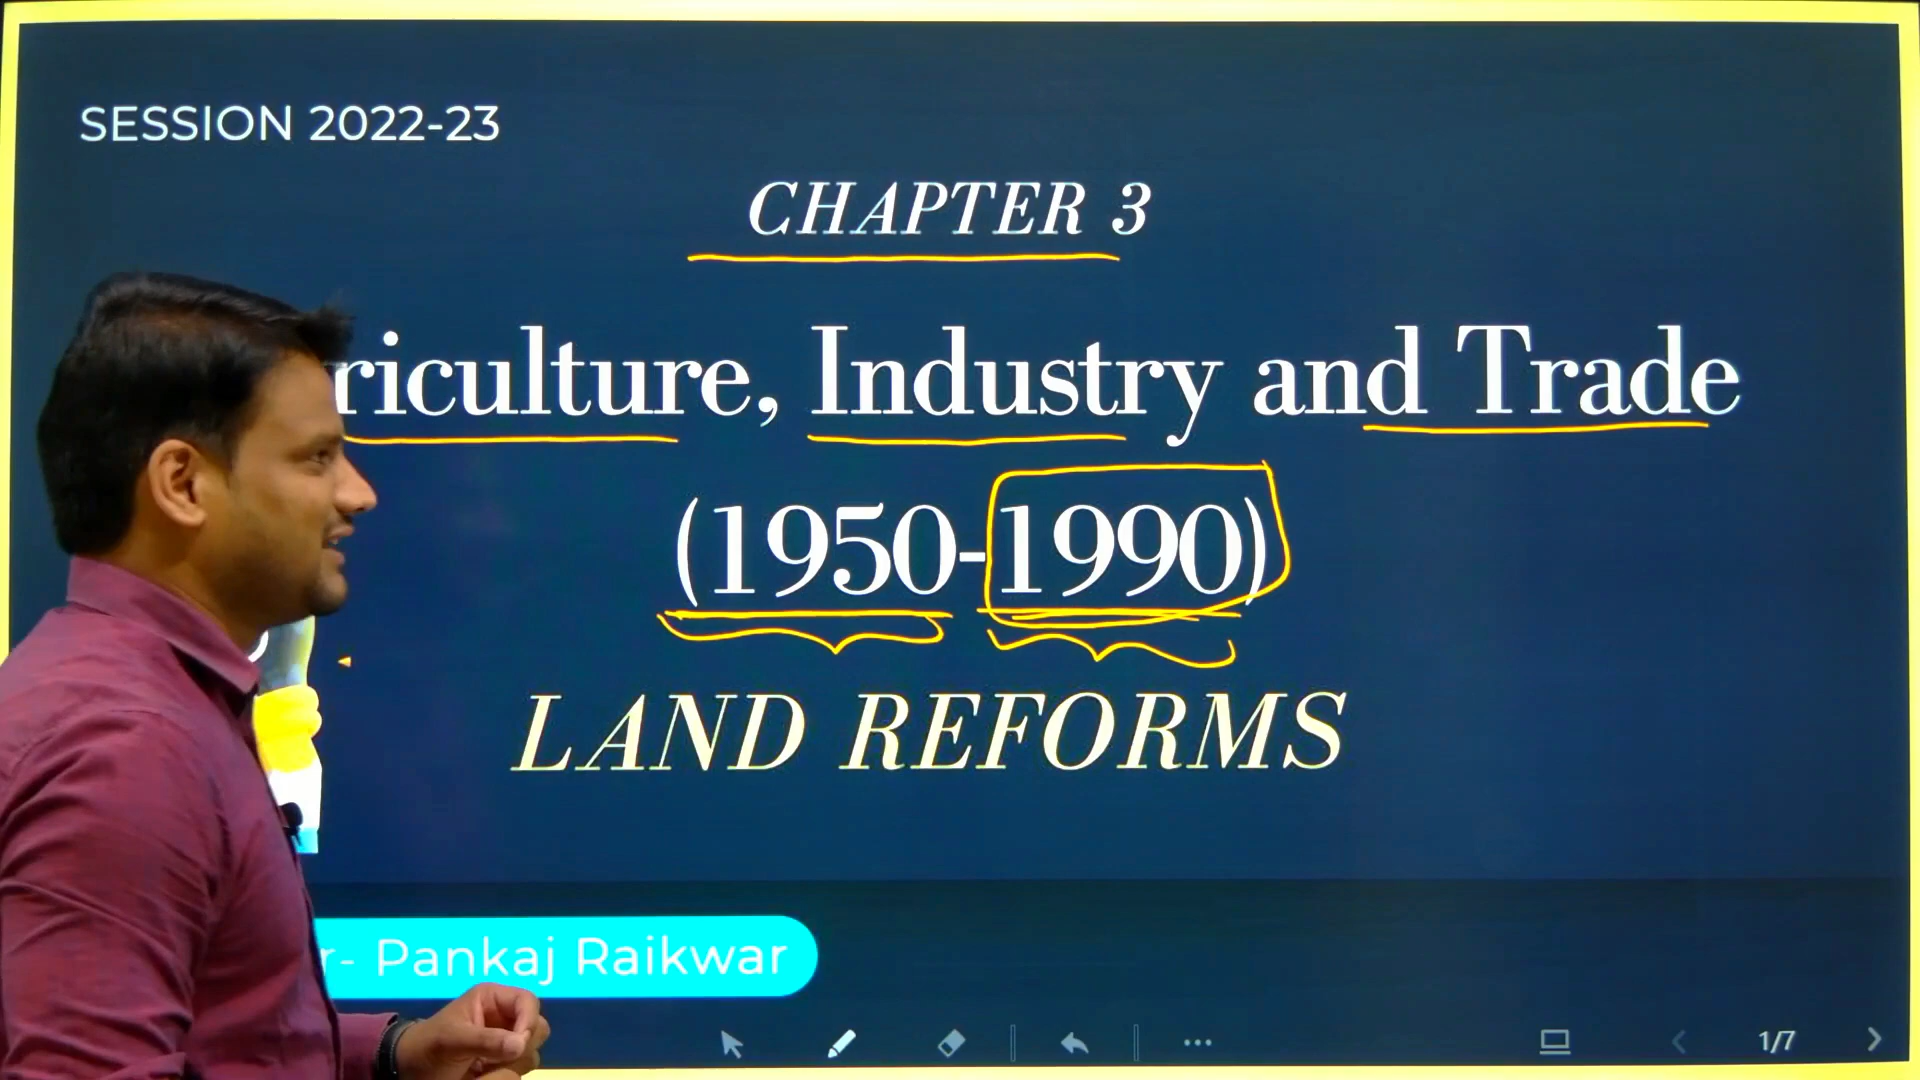 SESSION 2022-23
CHAPTER 3
riculture, Industry and Trade
(1950-1990)
LAND REFORMS
r- Pankaj Raikwar
1/7